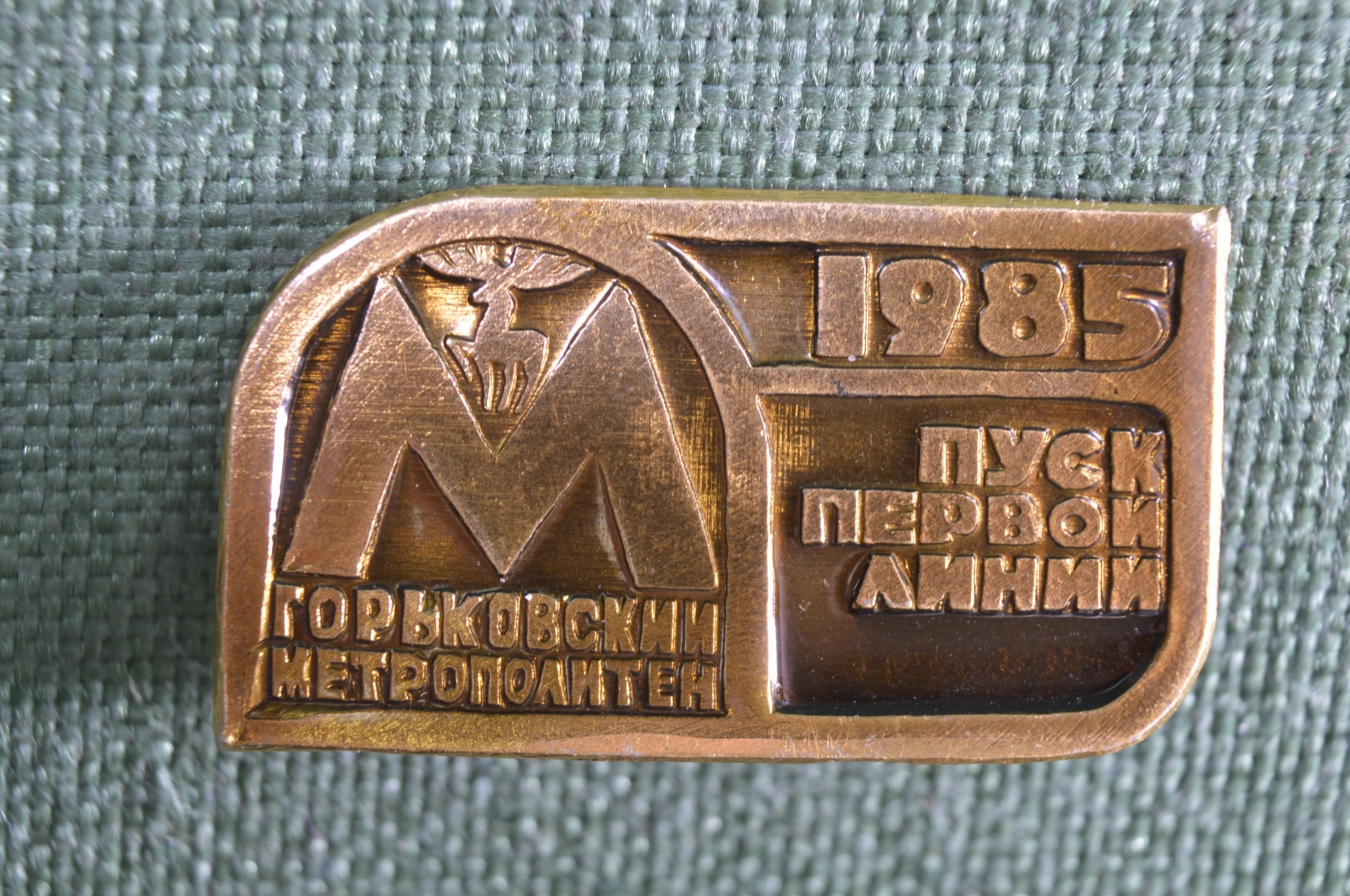 М
ГОРЬКОВСКИЙ
МЕТРОПОЛИТЕН
1985
ПУСК
ПЕРВОЙ
ЛИНИИ